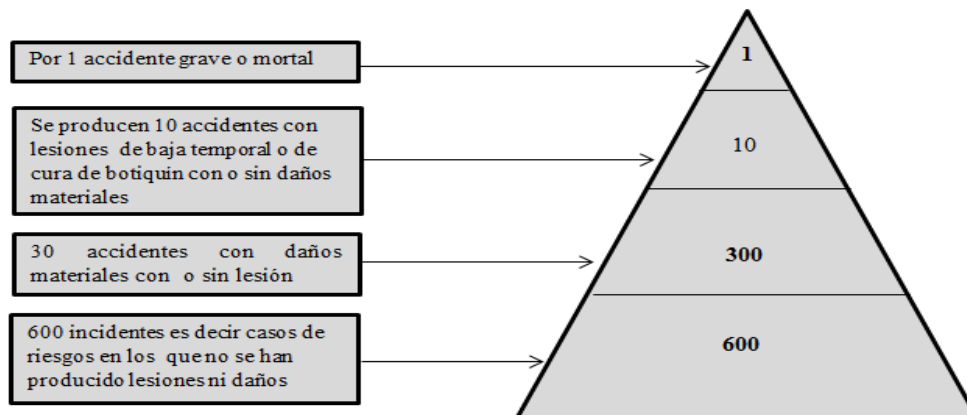 Por 1 accidente grave o mortal
1
Se producen 10 accidentes con
lesiones de baja temporal o de
cura de botiquin con o sin daños
materiales
10
30 accidentes con daños
materiales con o sin lesión
300
600 incidentes es decir casos de
riesgos en los que no se han
producido lesiones ni daños
600